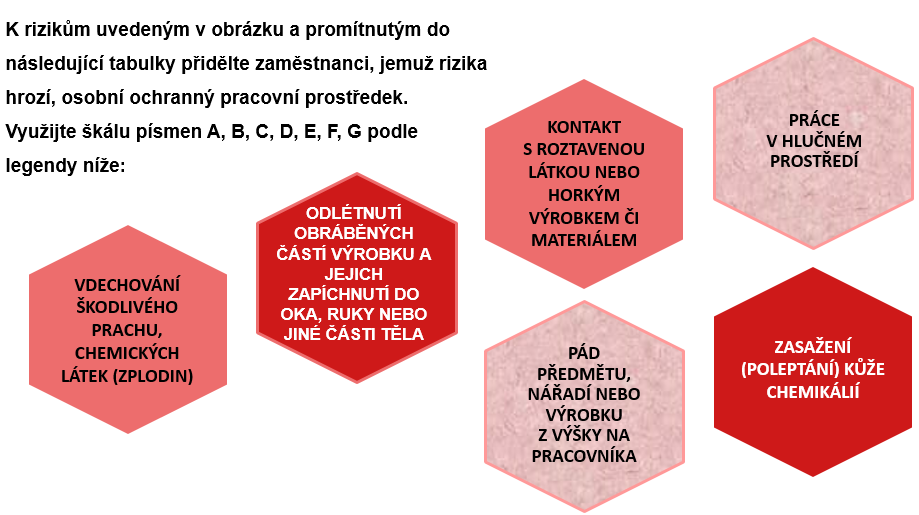 K rizikům uvedeným v obrázku a promítnutým do
následující tabulky přidělte zaměstnanci, jemuž rizika
hrozí, osobní ochranný pracovní prostředek.
Využijte škálu písmen A, B, C, D, E, F, G podle
legendy níže:
VDECHOVÁNÍ
ŠKODLIVÉHO
PRACHU,
CHEMICKÝCH
LÁTEK (ZPLODIN)
ODLÉTNUTÍ
OBRÁBĚNÝCH
ČÁSTÍ VÝROBKU A
JEJICH
ZAPÍCHNUTÍ DO
OKA, RUKY NEBO
JINÉ ČÁSTI TĚLA
KONTAKT
S ROZTAVENOU
LÁTKOU NEBO
HORKÝM
VÝROBKEM ČI
MATERIÁLEM
PÁD
PŘEDMĚTU,
NÁŘADÍ NEBO
VÝROBKU
Z VÝŠKY NA
PRACOVNÍKA
PRÁCE
V HLUČNÉM
PROSTŘEDÍ
ZASAŽENÍ
(POLEPTÁNÍ) KŮŽE
CHEMIKÁLIÍ